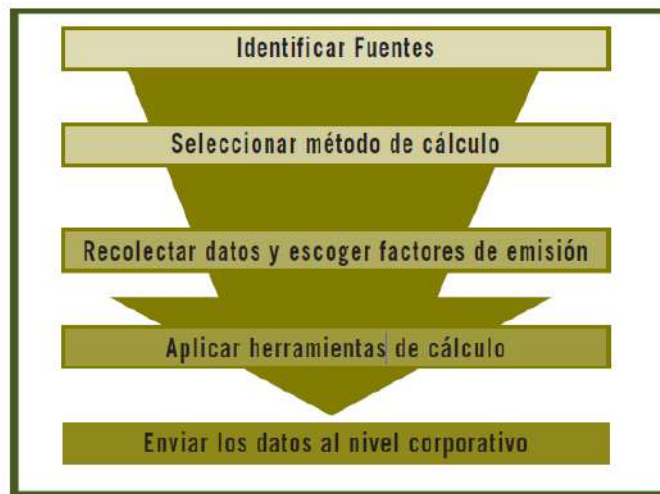 Identificar Fuentes
Seleccionar método de cálculo
Recolectar datos y escoger factores de emisión
Aplicar herramientas de cálculo
Enviar los datos al nivel corporativo